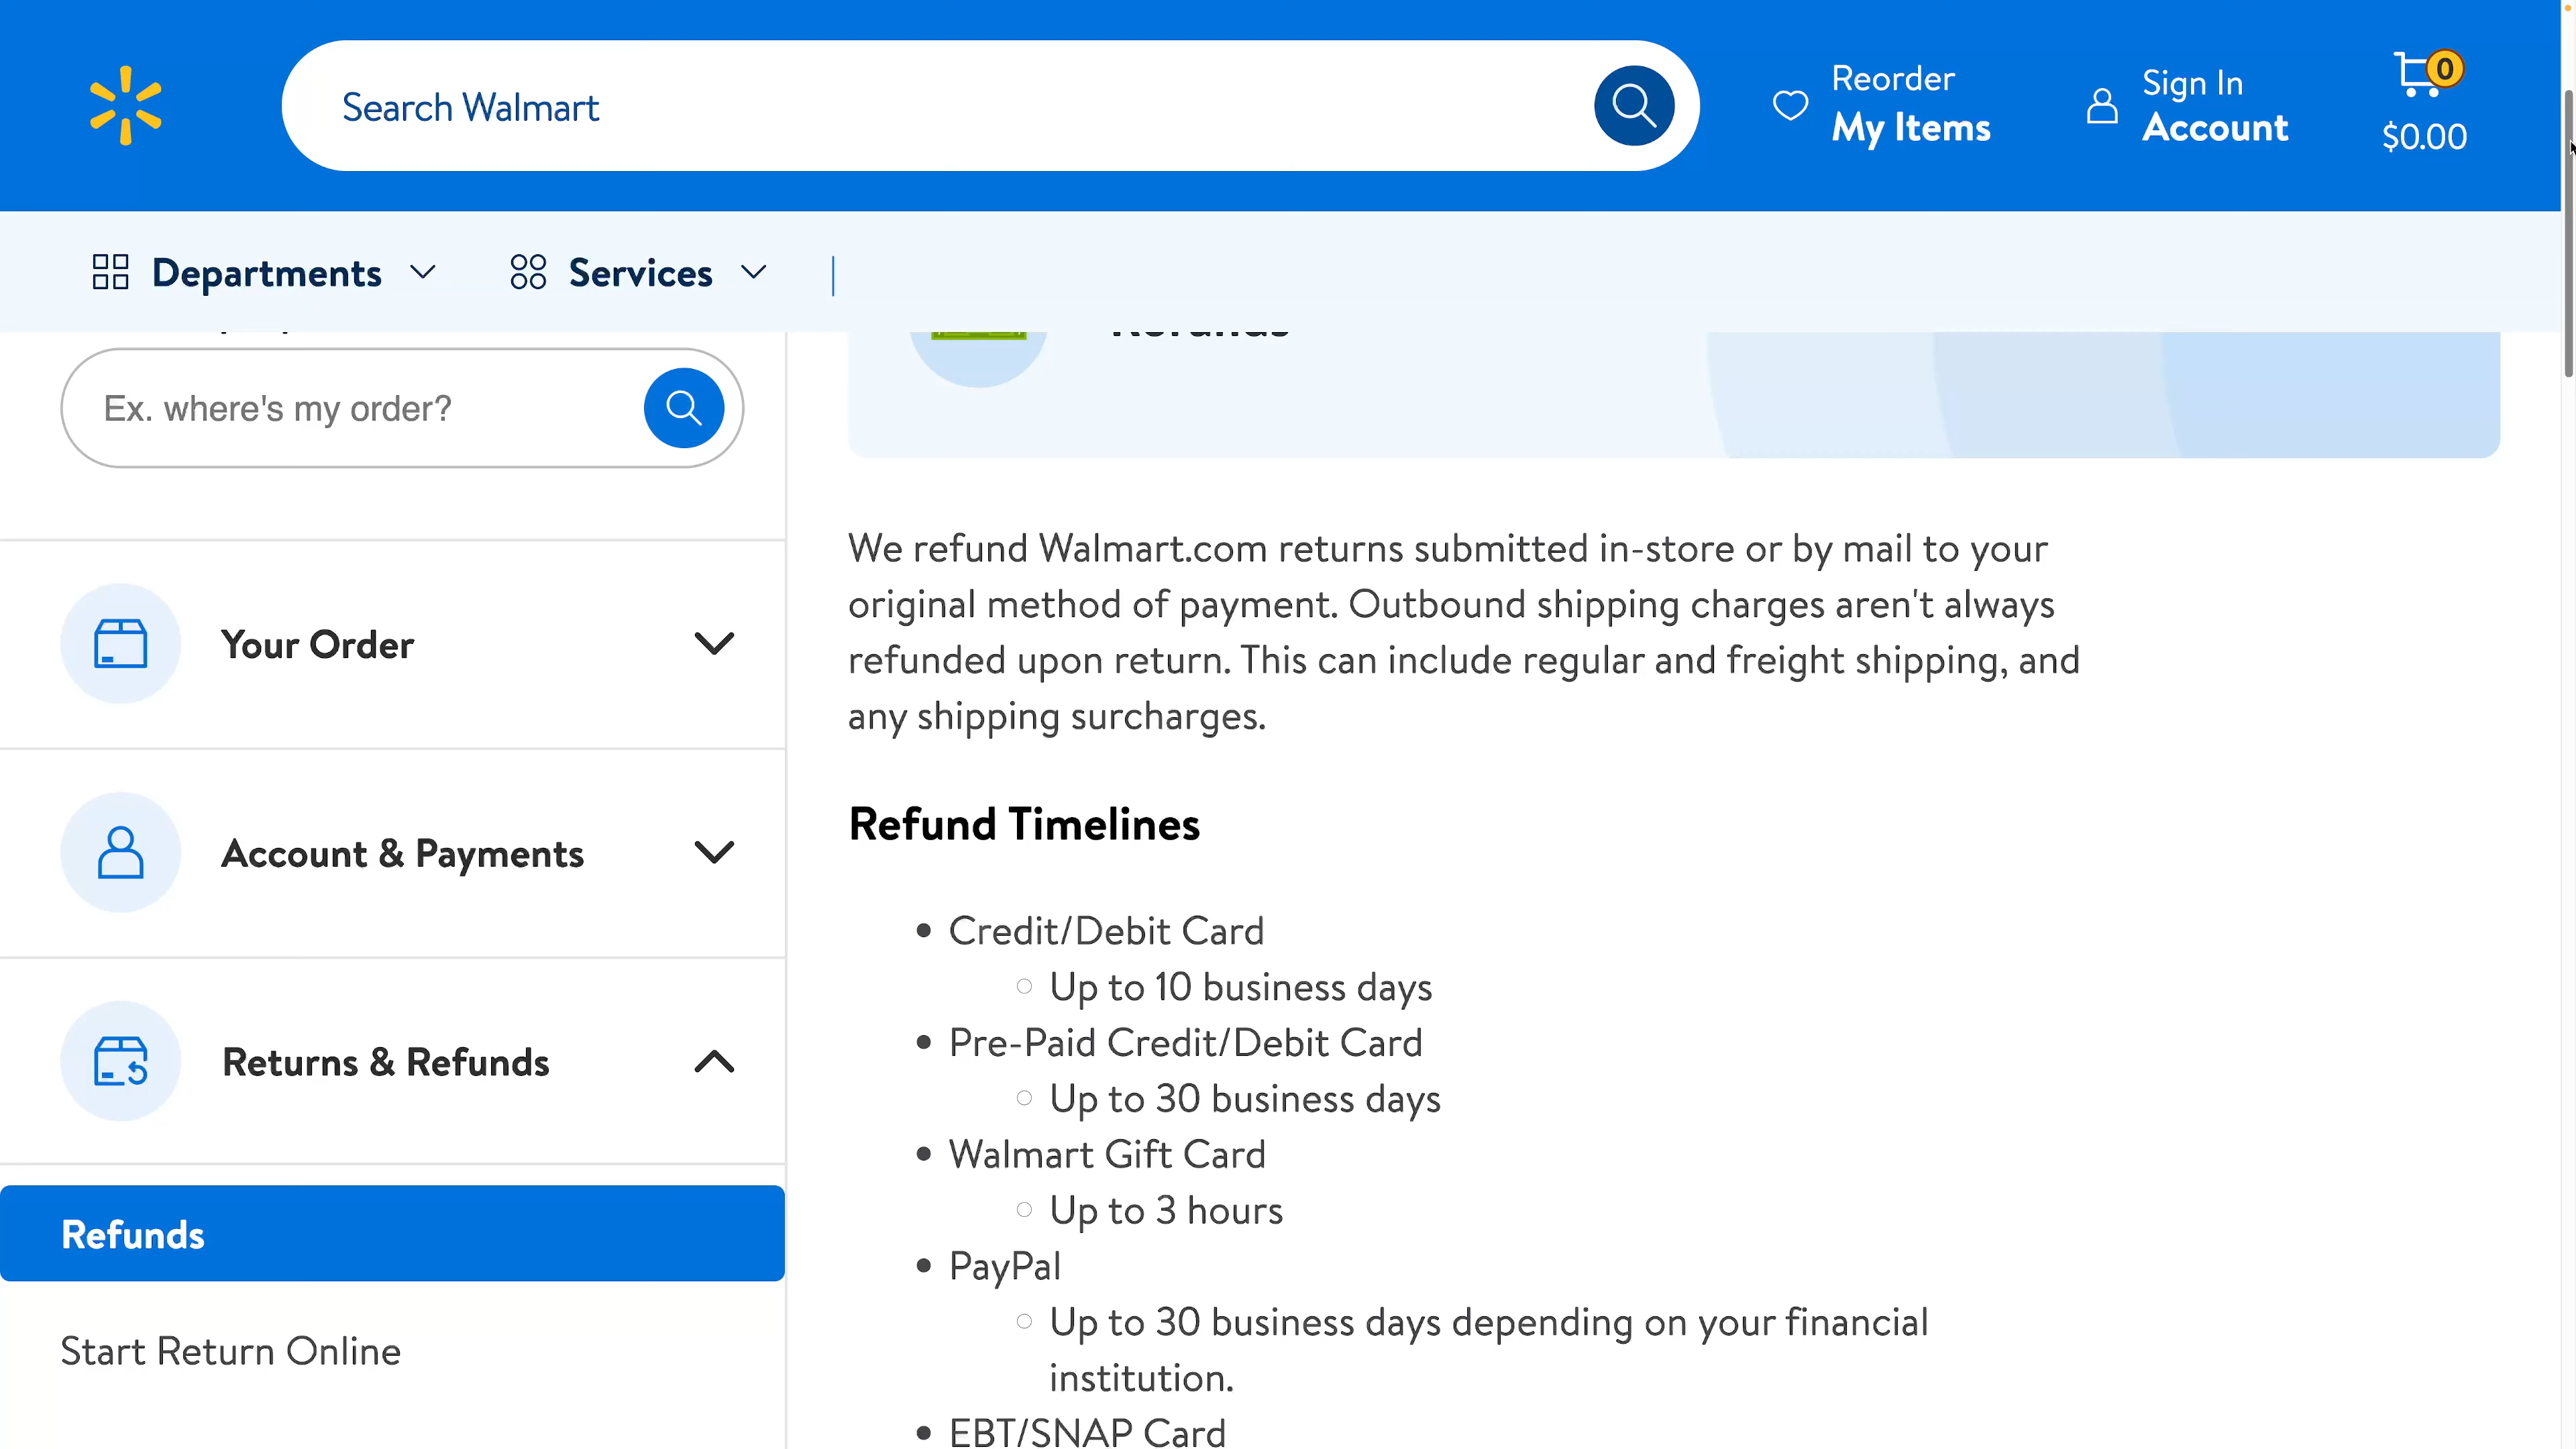 Search Walmart
Reorder
My Items
Sign In
Account
0
$0.00
Departments
Services
Refunds
Ex. where's my order?
Your Order
Account & Payments
Returns & Refunds
Refunds
Start Return Online
We refund Walmart.com returns submitted in-store or by mail to your
original method of payment. Outbound shipping charges aren't always
refunded upon return. This can include regular and freight shipping, and
any shipping surcharges.
Refund Timelines
Credit/Debit Card
Up to 10 business days
Pre-Paid Credit/Debit Card
Up to 30 business days
Walmart Gift Card
Up to 3 hours
PayPal
Up to 30 business days depending on your financial
institution.
EBT/SNAP Card